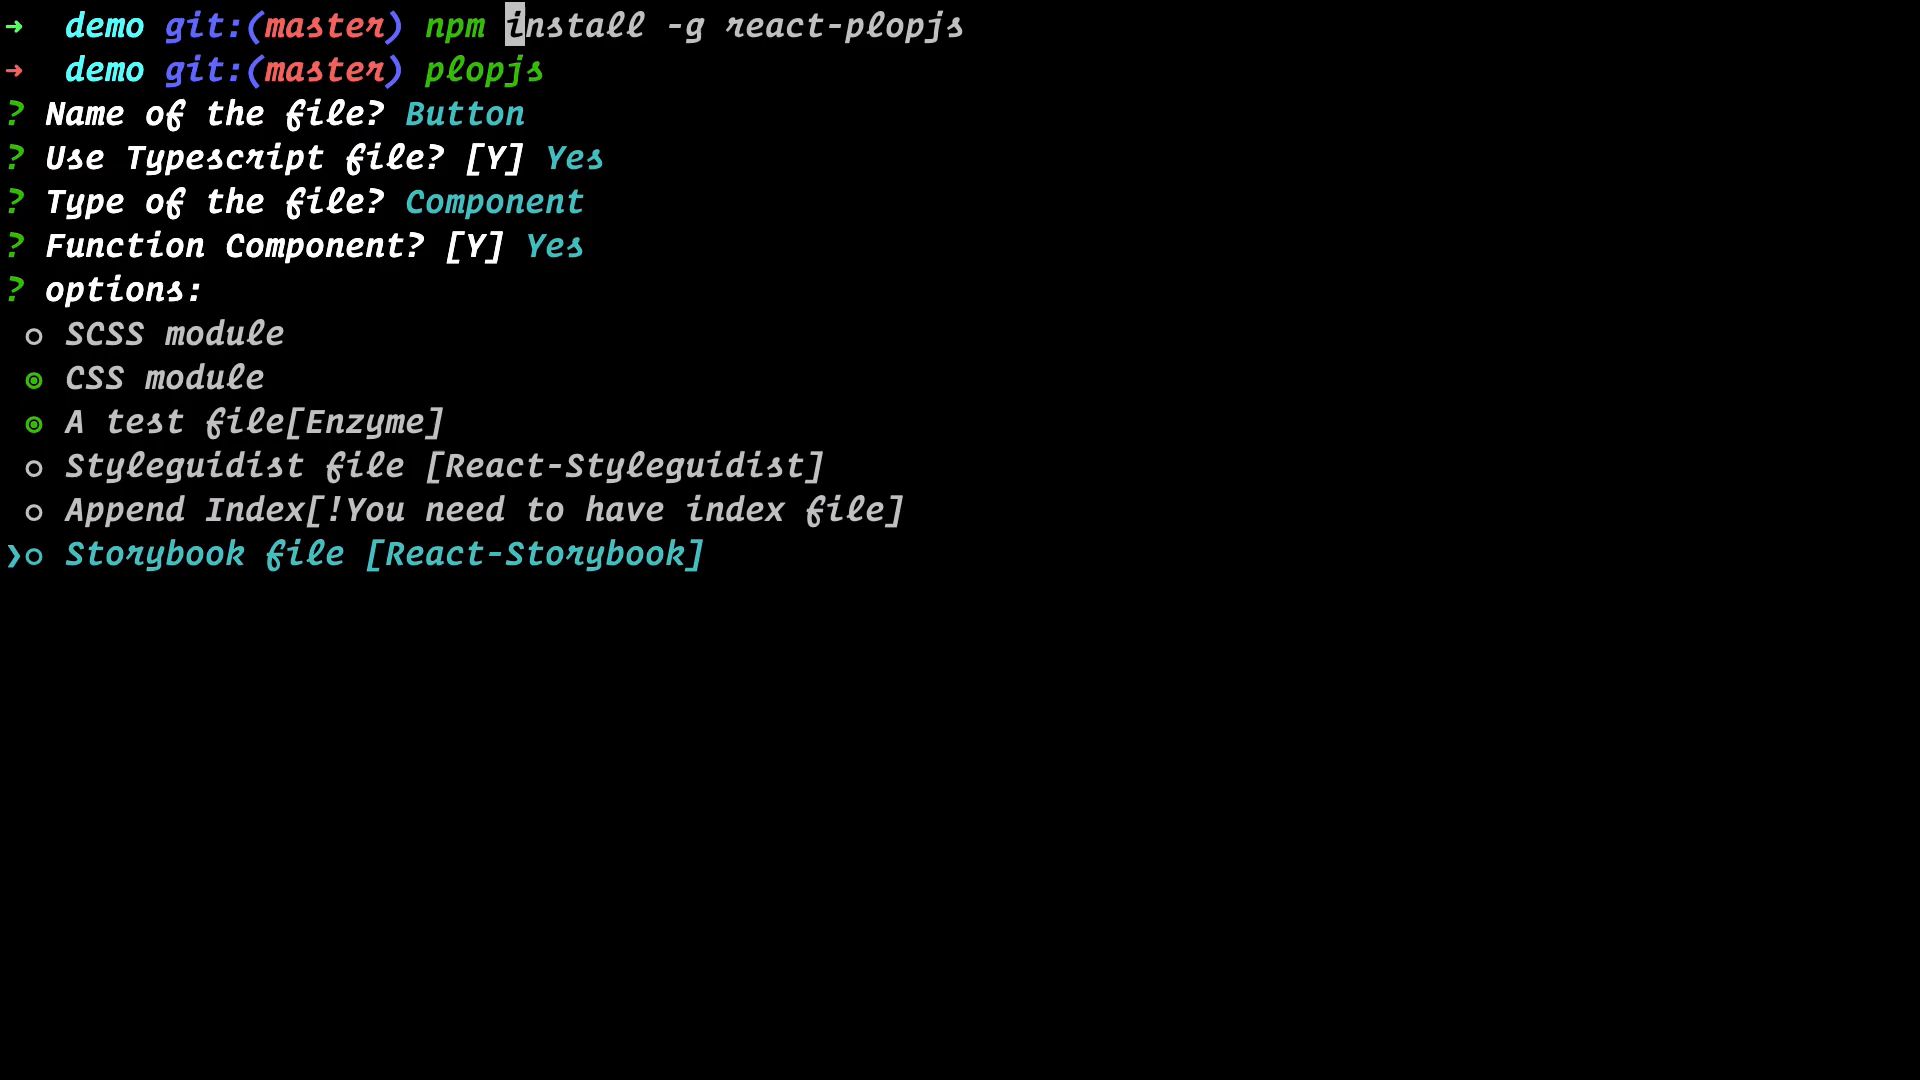 ➜ demo git:(master) npm install -g react-plopjs
➜ demo git:(master) plopjs
? Name of the file? Button
? Use Typescript file? [Y] Yes
? Type of the file? Component
? Function Component? [Y] Yes
? options:
◯ SCSS module
◉ CSS module
◉ A test file[Enzyme]
◯ Styleguidist file [React-Styleguidist]
◯ Append Index[!You need to have index file]
❯◯ Storybook file [React-Storybook]